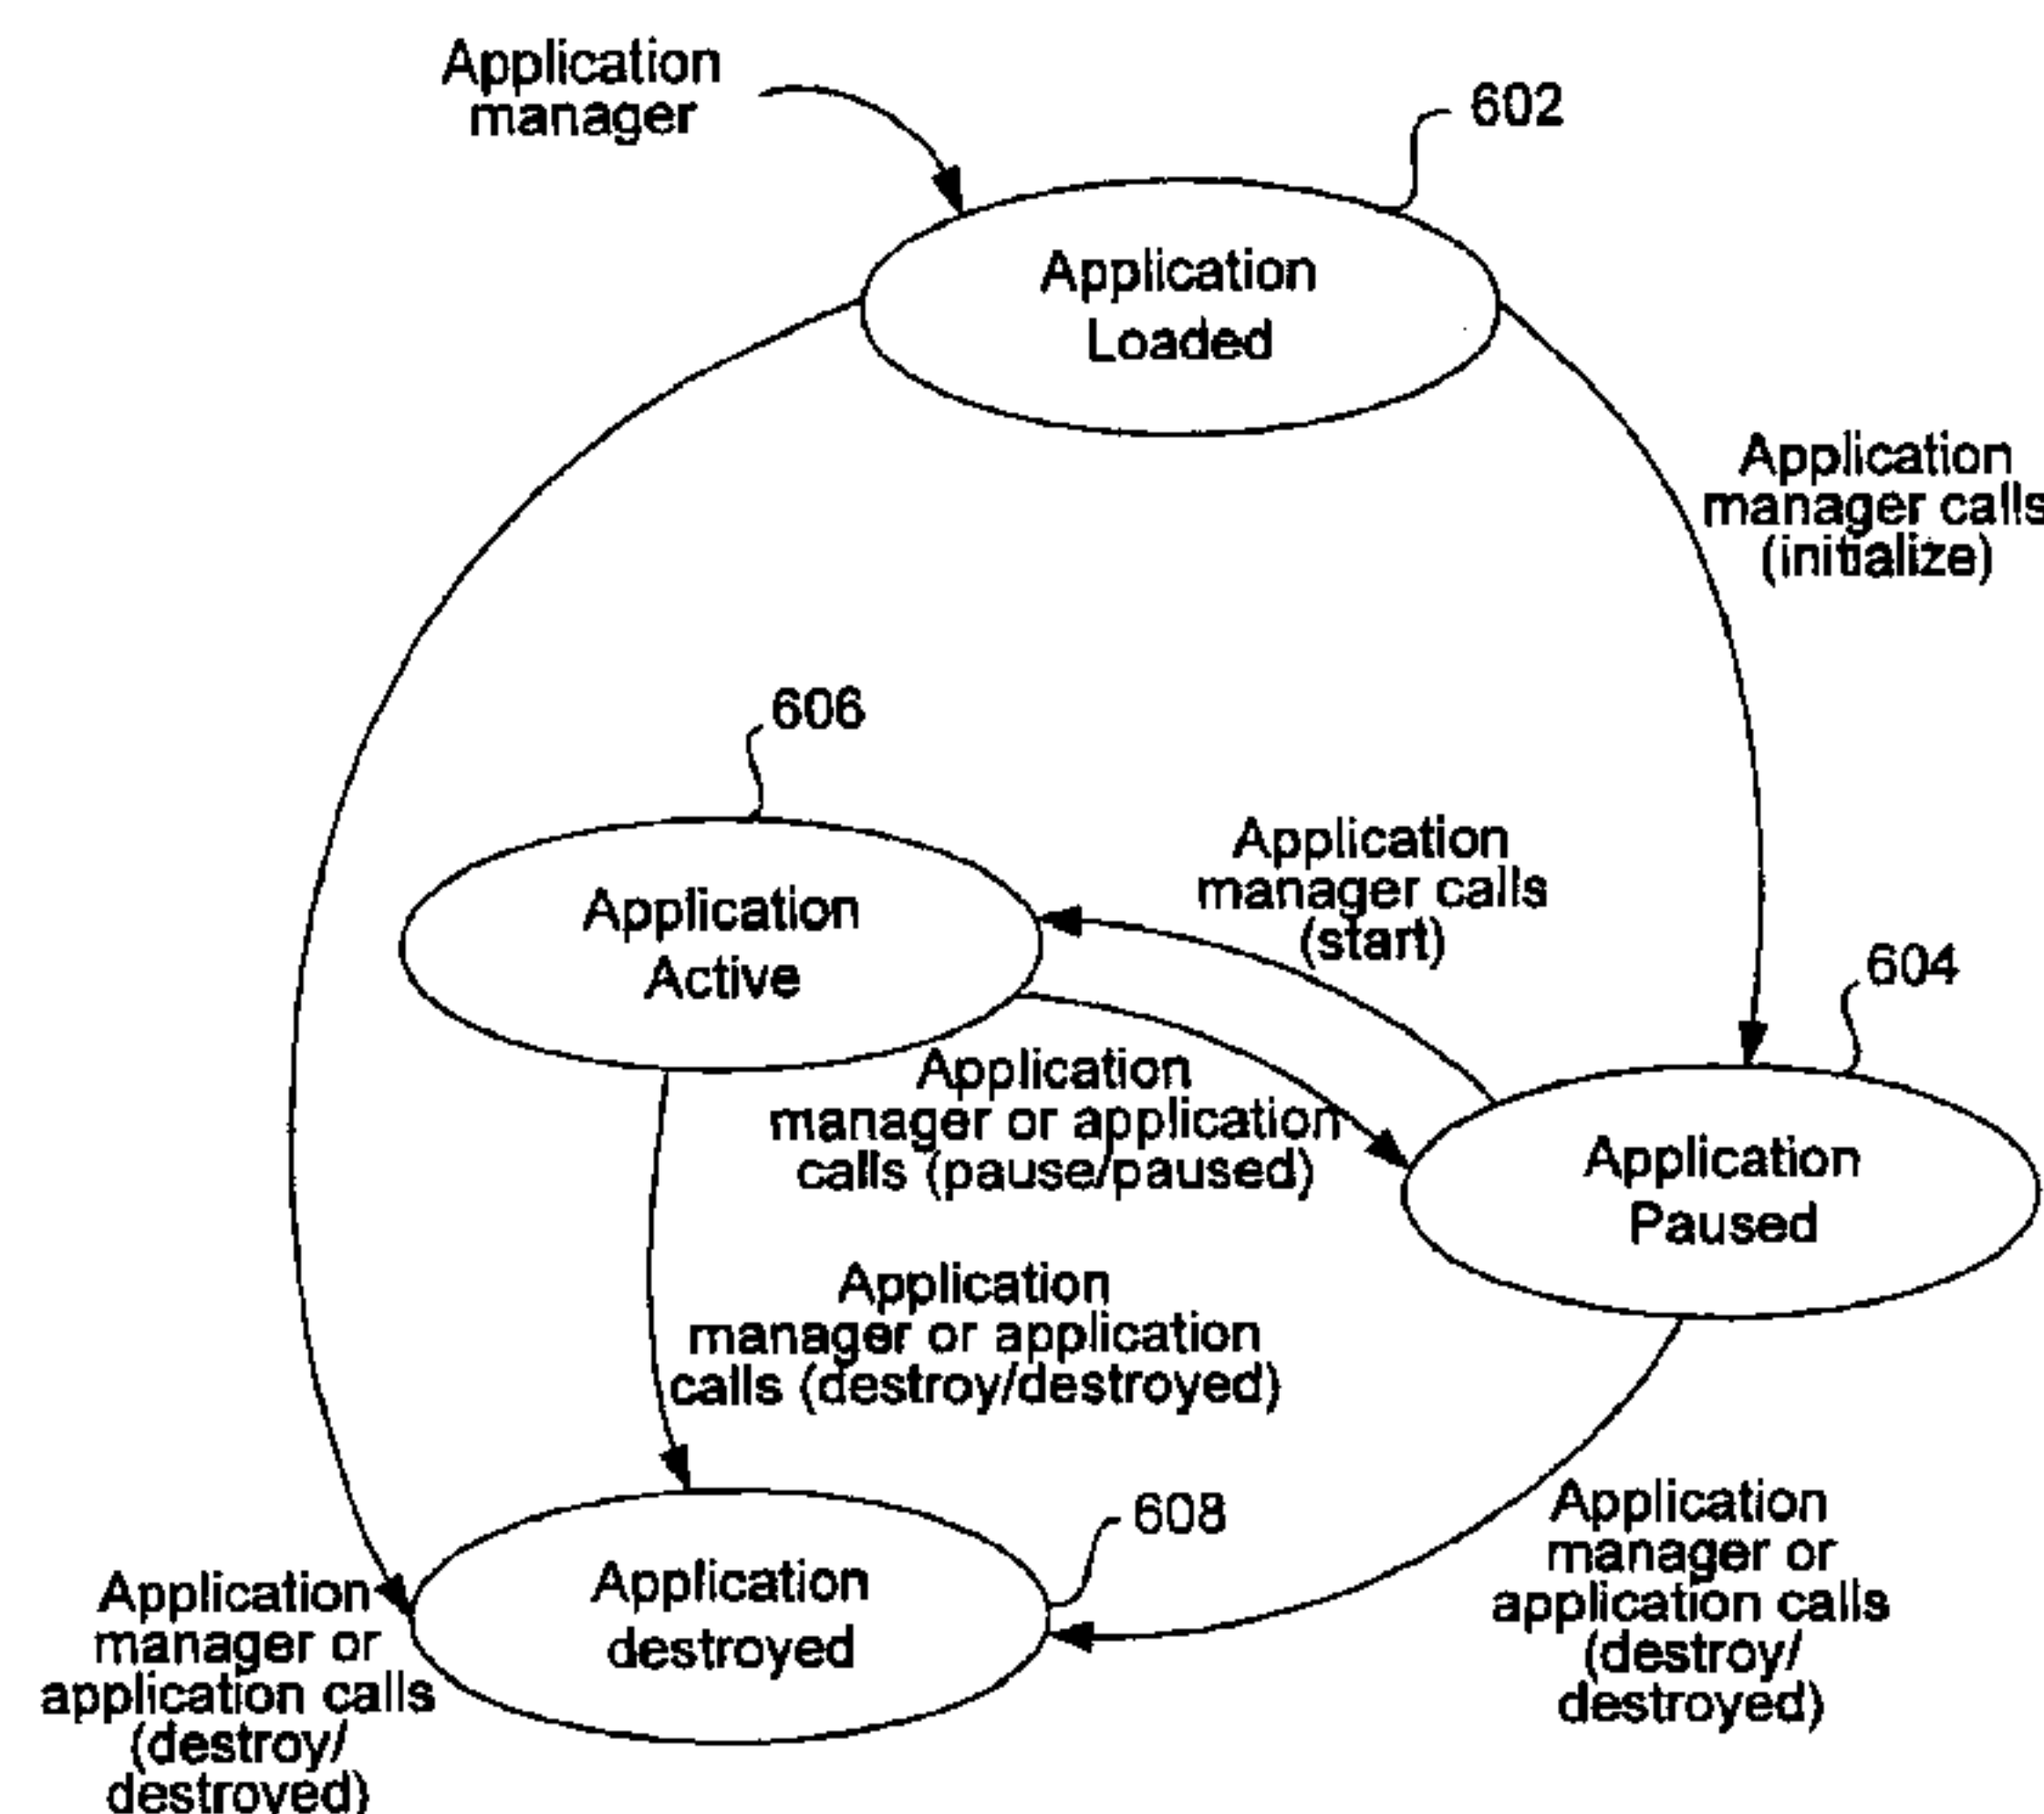 Application
manager
602
Application
Loaded
Application
manager calls
(initialize)
606
Application
Active
Application
manager calls
(start)
604
Application
manager or application
calls (pause/paused)
Application
Paused
Application
manager or application
calls (destroy/destroyed)
608
Application
destroyed
Application
manager or
application calls
(destroy/
destroyed)
Application
manager or
application calls
(destroy/
destroyed)